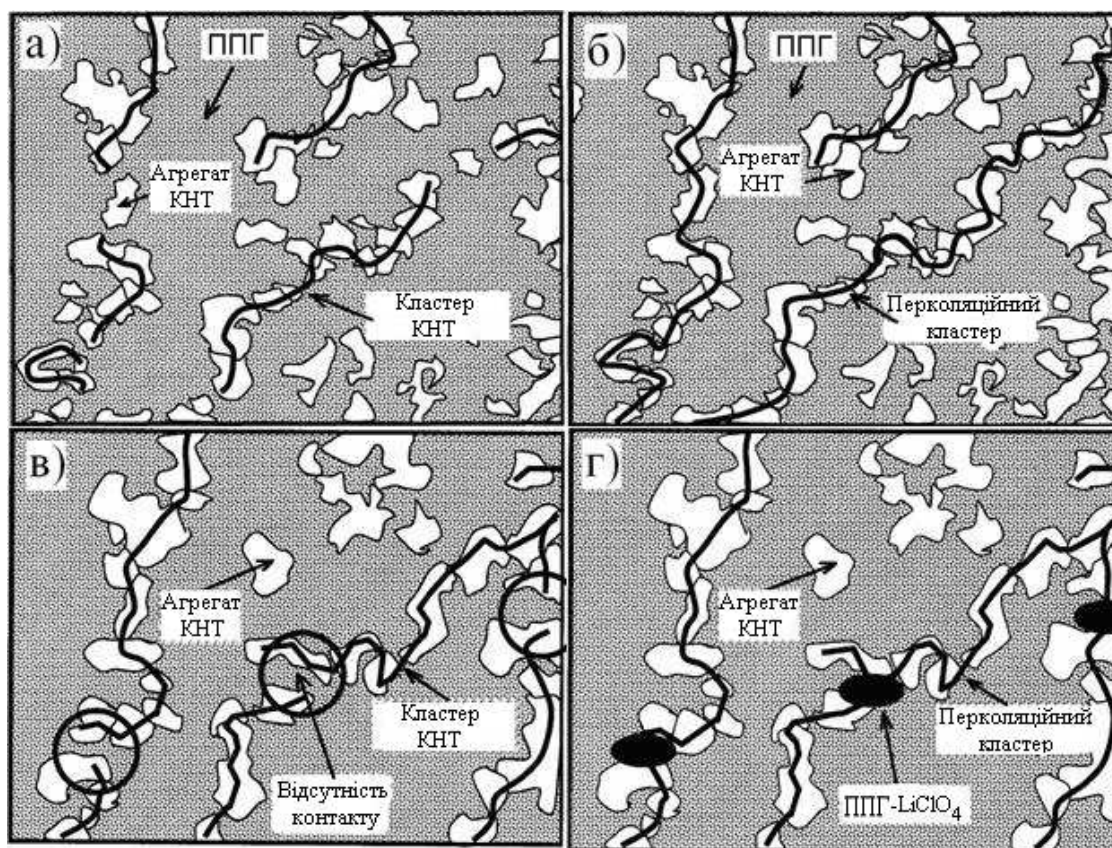 а)
ППГ
Агрегат
КНТ
Кластер
КНТ
б)
ППГ
Агрегат
КНТ
Перколяційний
кластер
в)
Агрегат
КНТ
Кластер
КНТ
Відсутність
контакту
г)
Агрегат
КНТ
Перколяційний
кластер
ППГ-LiClO₄